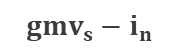 gmvₛ − iₙ